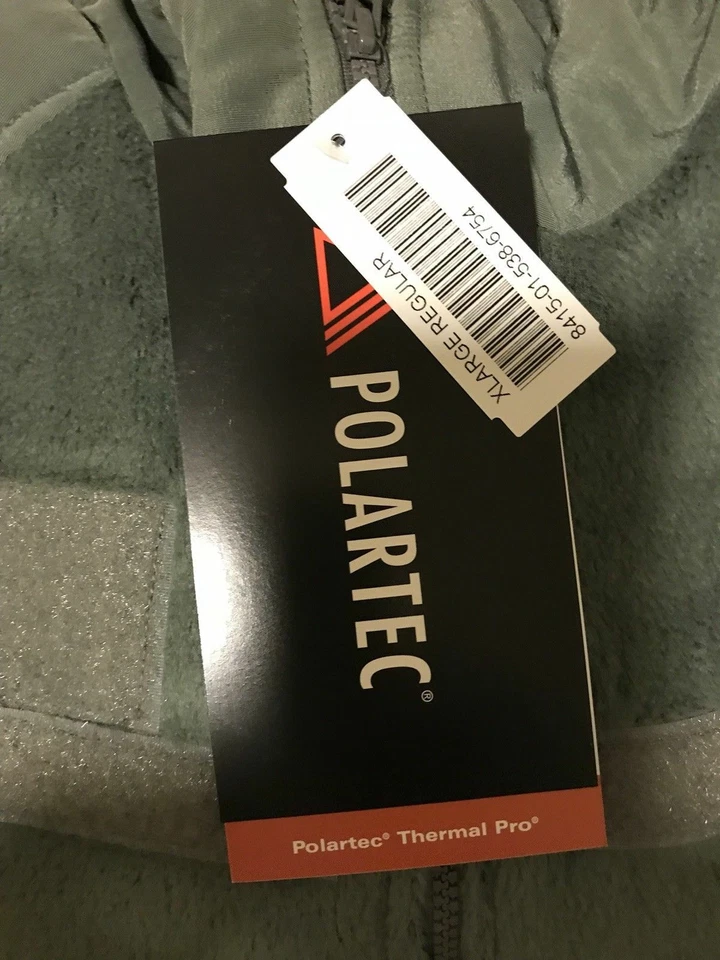 8415-01-538-6754
XLARGE REGULAR
POLARTEC®
Polartec® Thermal Pro®